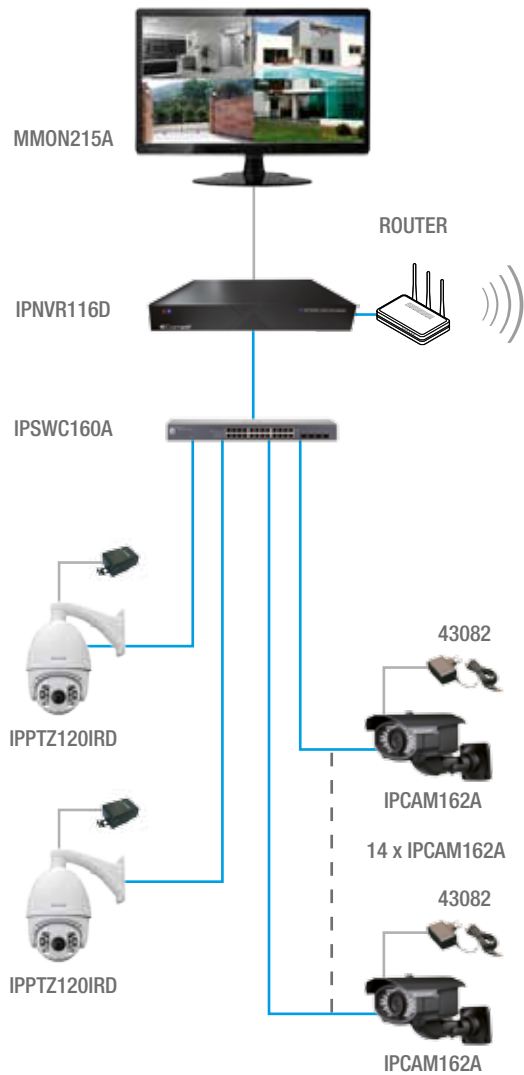 MMON215A
ROUTER
IPNVR116D
IPSWC160A
43082
IPPTZ120IRD
IPCAM162A
14 x IPCAM162A
43082
IPPTZ120IRD
IPCAM162A